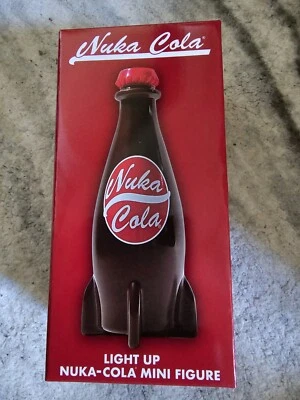 Nuka Cola®
Nuka
Cola
LIGHT UP
NUKA-COLA® MINI FIGURE